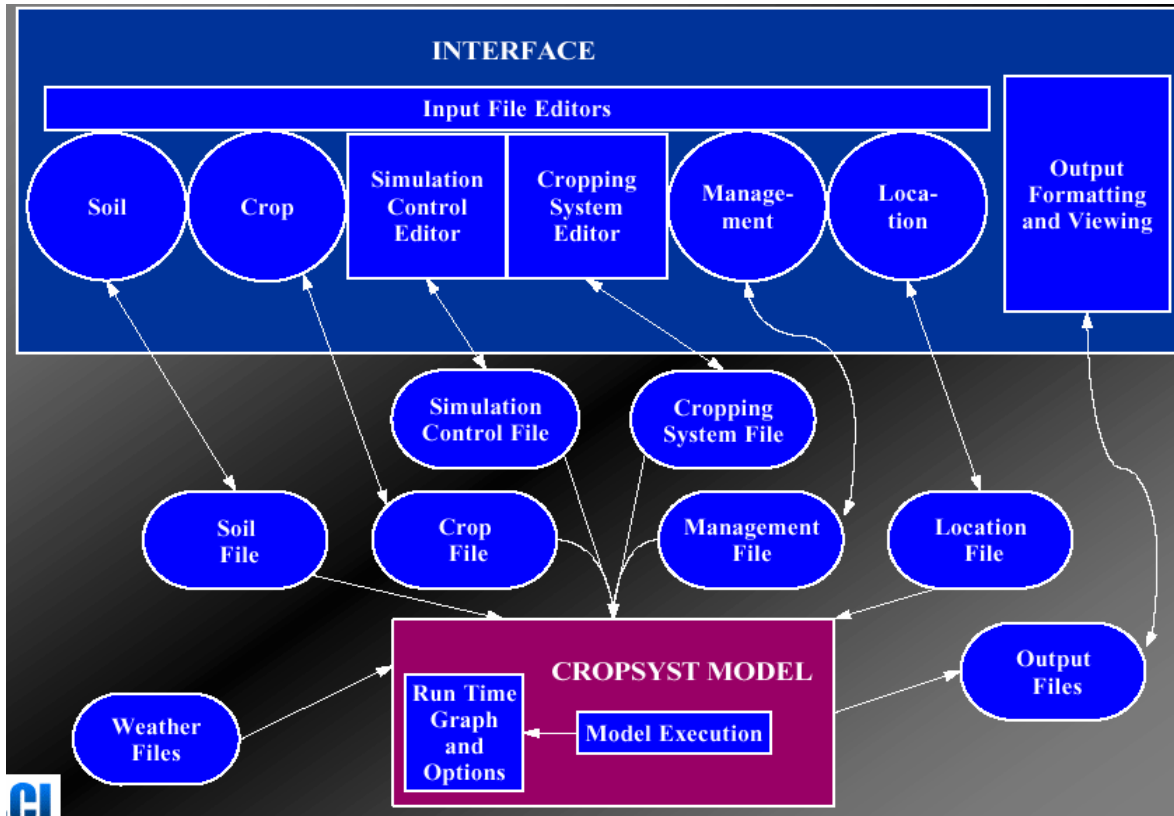 INTERFACE
Input File Editors
Soil
Crop
Simulation
Control
Editor
Cropping
System
Editor
Manage-
ment
Loca-
tion
Output
Formatting
and Viewing
Simulation
Control File
Cropping
System File
Soil
File
Crop
File
Management
File
Location
File
CROPSYST MODEL
Run Time
Graph
and
Options
Model Execution
Output
Files
Weather
Files